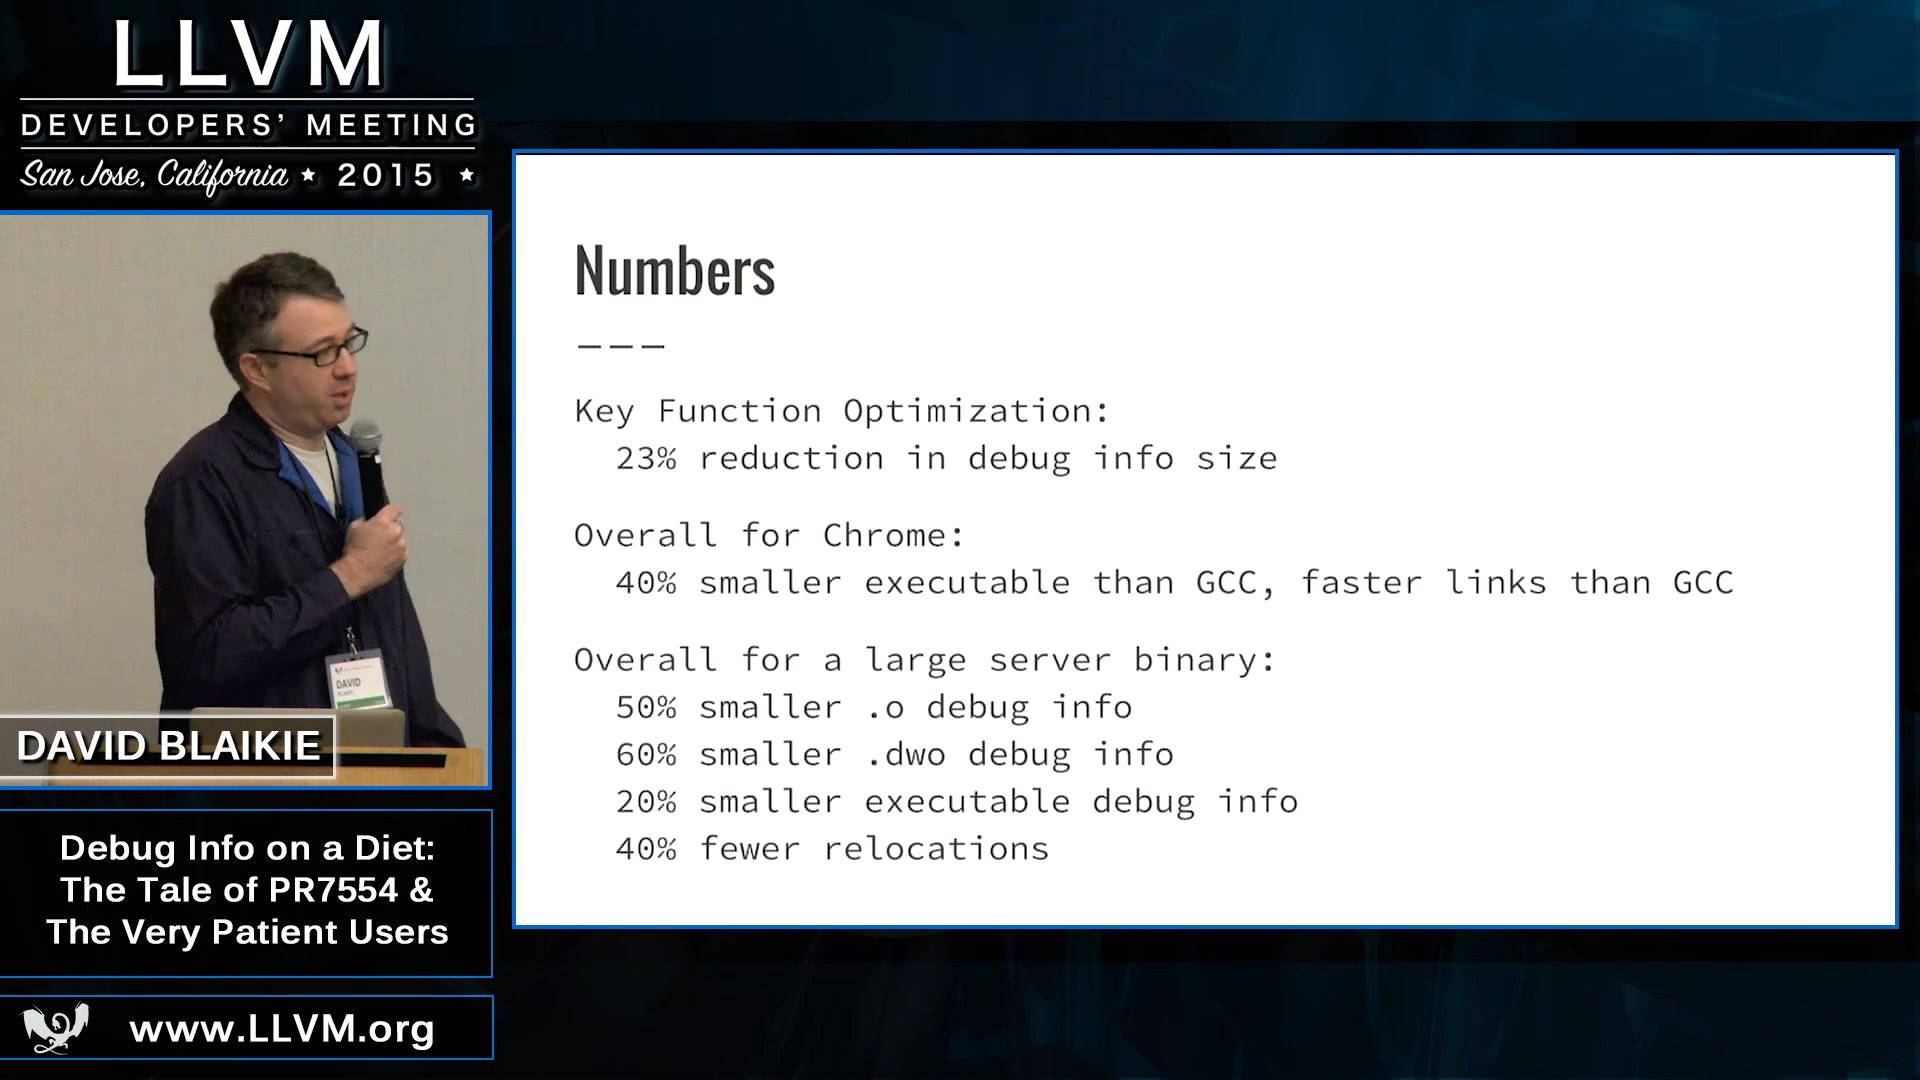 LLVM
DEVELOPERS' MEETING
San Jose, California ★ 2015 ★
DAVID
BLAIKIE
DAVID BLAIKIE
Debug Info on a Diet:
The Tale of PR7554 &
The Very Patient Users
www.LLVM.org
Numbers
———
Key Function Optimization:
23% reduction in debug info size
Overall for Chrome:
40% smaller executable than GCC, faster links than GCC
Overall for a large server binary:
50% smaller .o debug info
60% smaller .dwo debug info
20% smaller executable debug info
40% fewer relocations